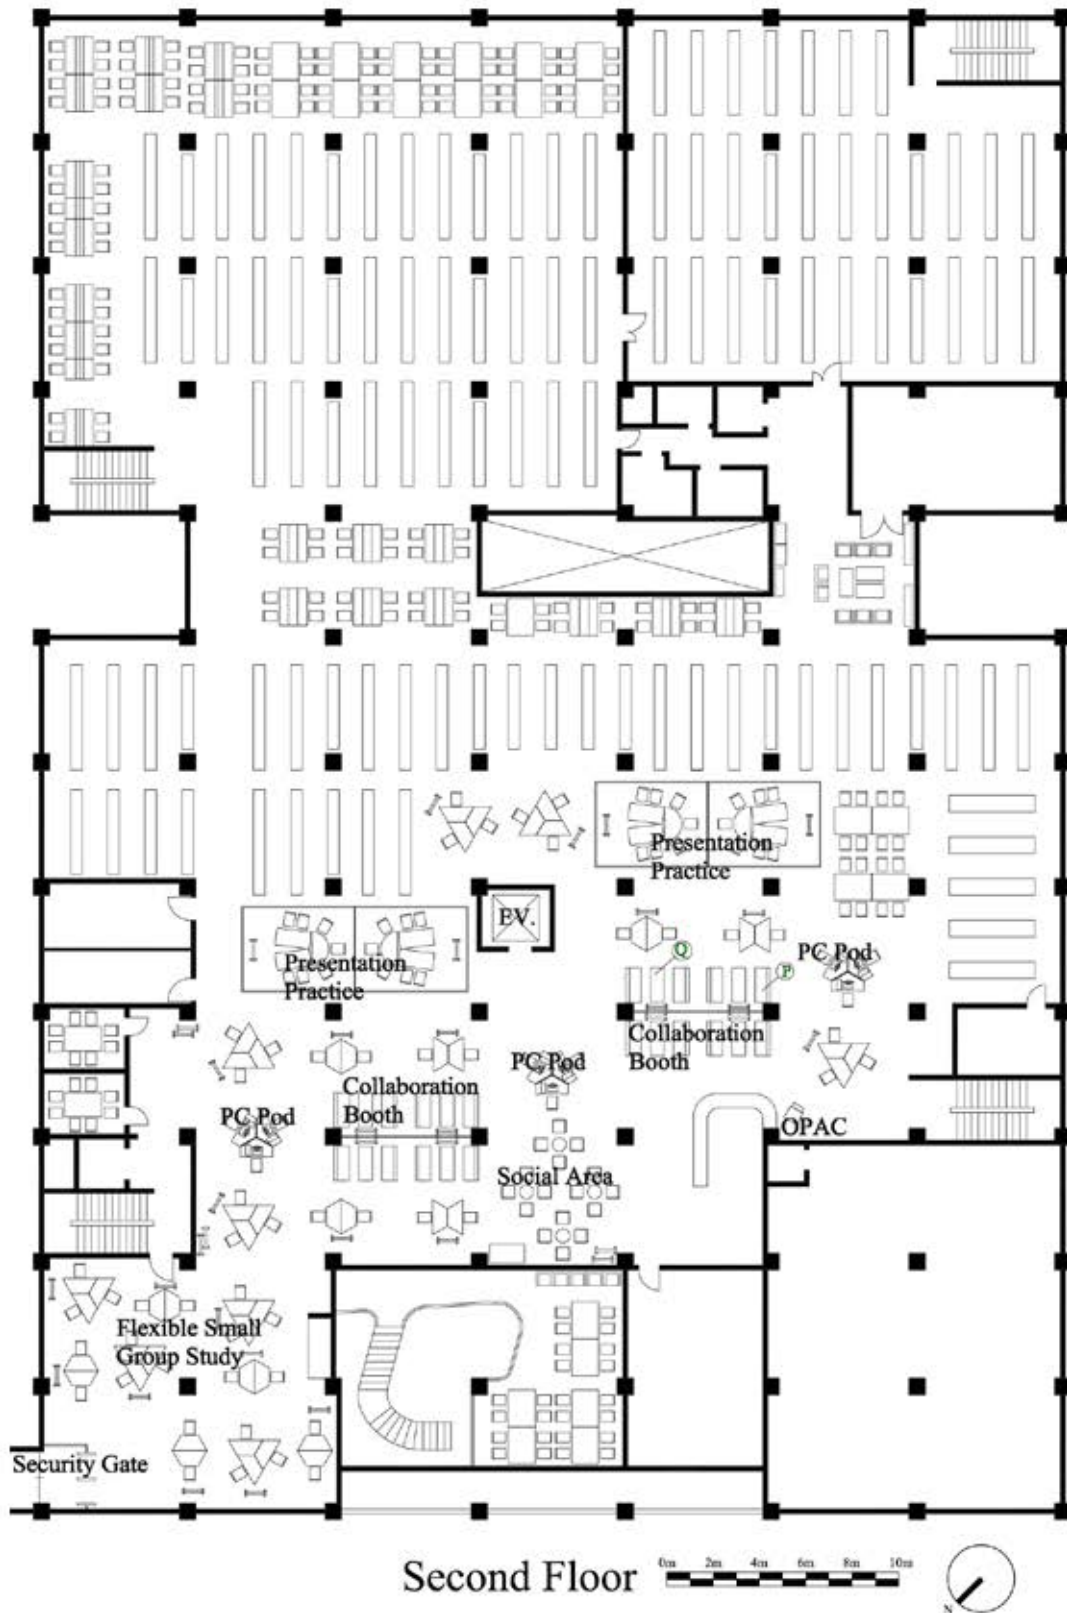 Presentation
Practice
EV.
Q
PC Pod
P
Presentation
Practice
Collaboration
Booth
PC Pod
Collaboration
Booth
PC Pod
OPAC
Social Area
Flexible Small
Group Study
Security Gate
Second Floor
0m 2m 4m 6m 8m 10m
N